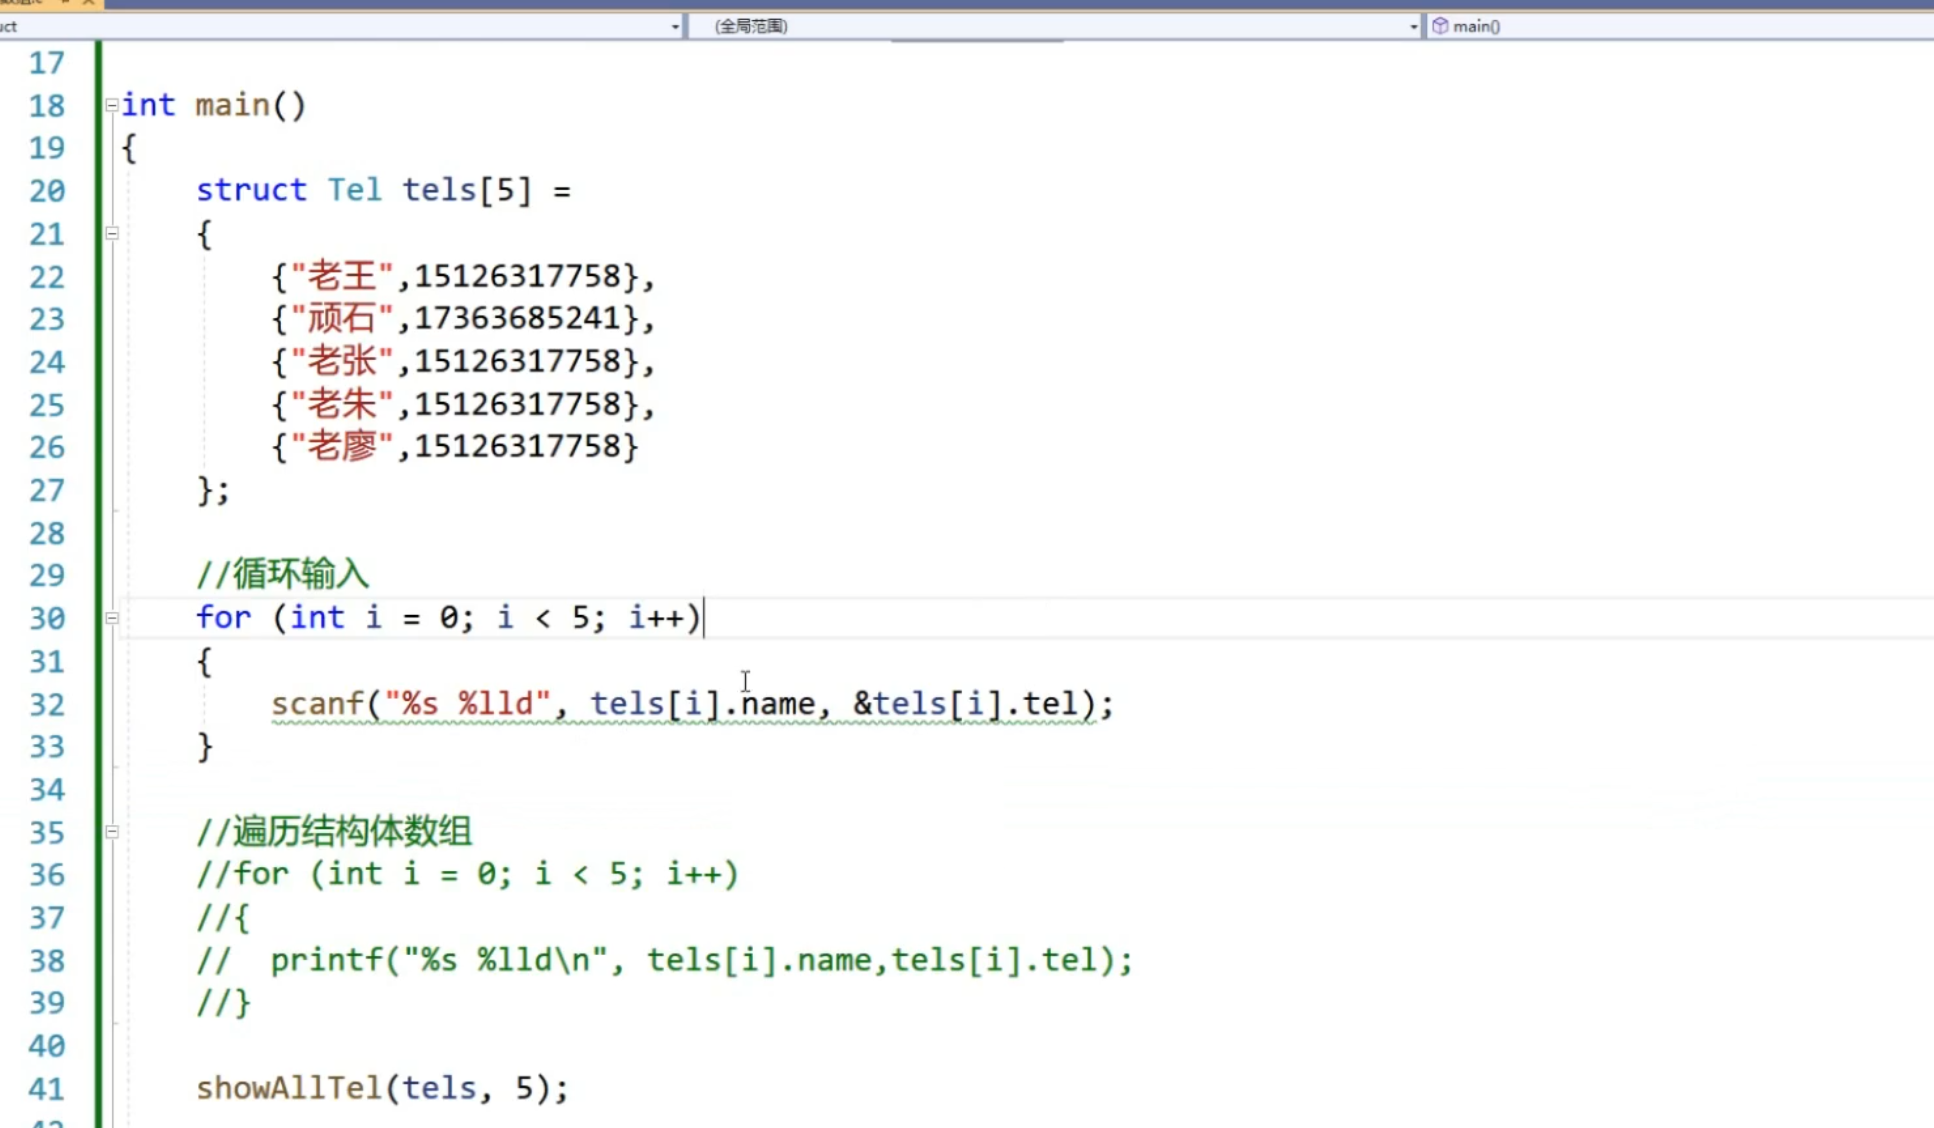 (全局范围)
main()
17
18 int main()
19 {
20 struct Tel tels[5] =
21 {
22 {"老王",15126317758},
23 {"顽石",17363685241},
24 {"老张",15126317758},
25 {"老朱",15126317758},
26 {"老廖",15126317758}
27 };
28
29 //循环输入
30 for (int i = 0; i < 5; i++)
31 {
32 scanf("%s %lld", tels[i].name, &tels[i].tel);
33 }
34
35 //遍历结构体数组
36 //for (int i = 0; i < 5; i++)
37 //{
38 // printf("%s %lld\n", tels[i].name,tels[i].tel);
39 //}
40
41 showAllTel(tels, 5);